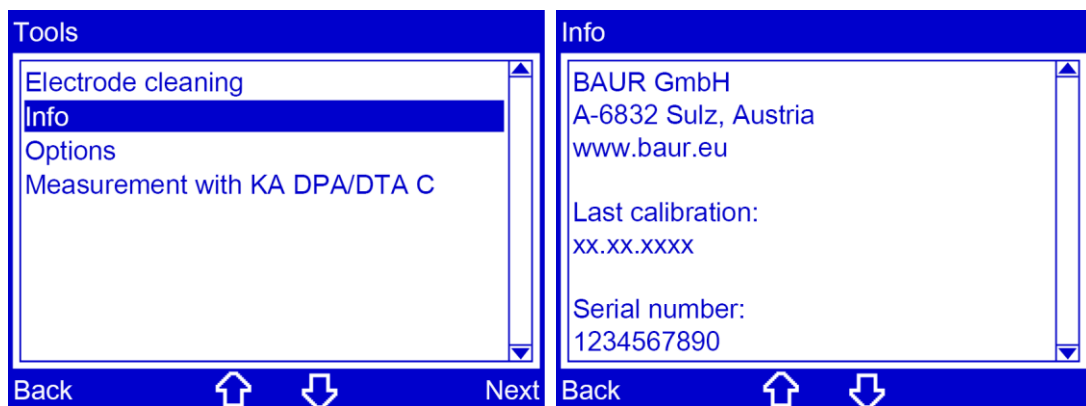 Tools
Electrode cleaning
Info
Options
Measurement with KA DPA/DTA C
Back
Next
Info
BAUR GmbH
A-6832 Sulz, Austria
www.baur.eu
Last calibration:
xx.xx.xxxx
Serial number:
1234567890
Back